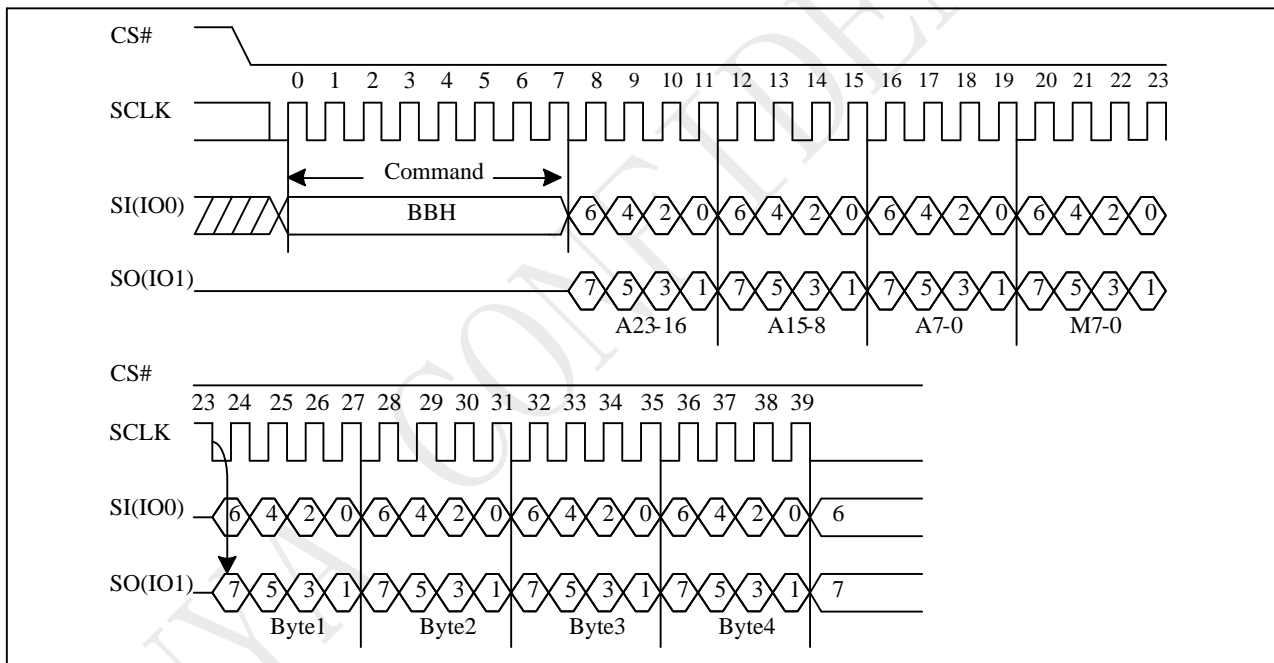 CS#
0 1 2 3 4 5 6 7 8 9 10 11 12 13 14 15 16 17 18 19 20 21 22 23
SCLK
Command
SI(IO0) BBH 6 4 2 0 6 4 2 0 6 4 2 0 6 4 2 0
SO(IO1) 7 5 3 1 7 5 3 1 7 5 3 1 7 5 3 1
A23-16 A15-8 A7-0 M7-0
CS#
23 24 25 26 27 28 29 30 31 32 33 34 35 36 37 38 39
SCLK
SI(IO0) 6 4 2 0 6 4 2 0 6 4 2 0 6 4 2 0 6
SO(IO1) 7 5 3 1 7 5 3 1 7 5 3 1 7 5 3 1 7
Byte1 Byte2 Byte3 Byte4